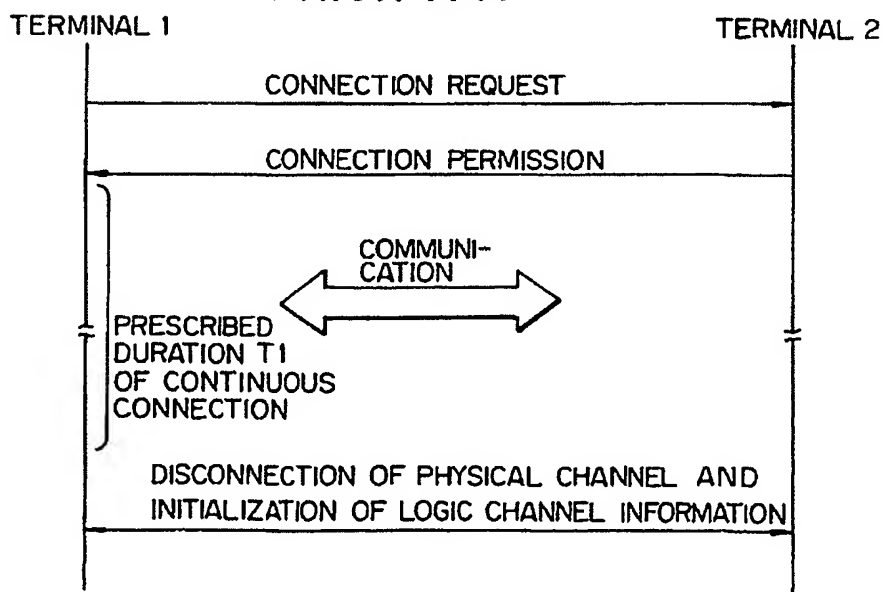 TERMINAL 1
TERMINAL 2
CONNECTION REQUEST
CONNECTION PERMISSION
COMMUNI-
CATION
PRESCRIBED
DURATION T1
OF CONTINUOUS
CONNECTION
DISCONNECTION OF PHYSICAL CHANNEL AND
INITIALIZATION OF LOGIC CHANNEL INFORMATION